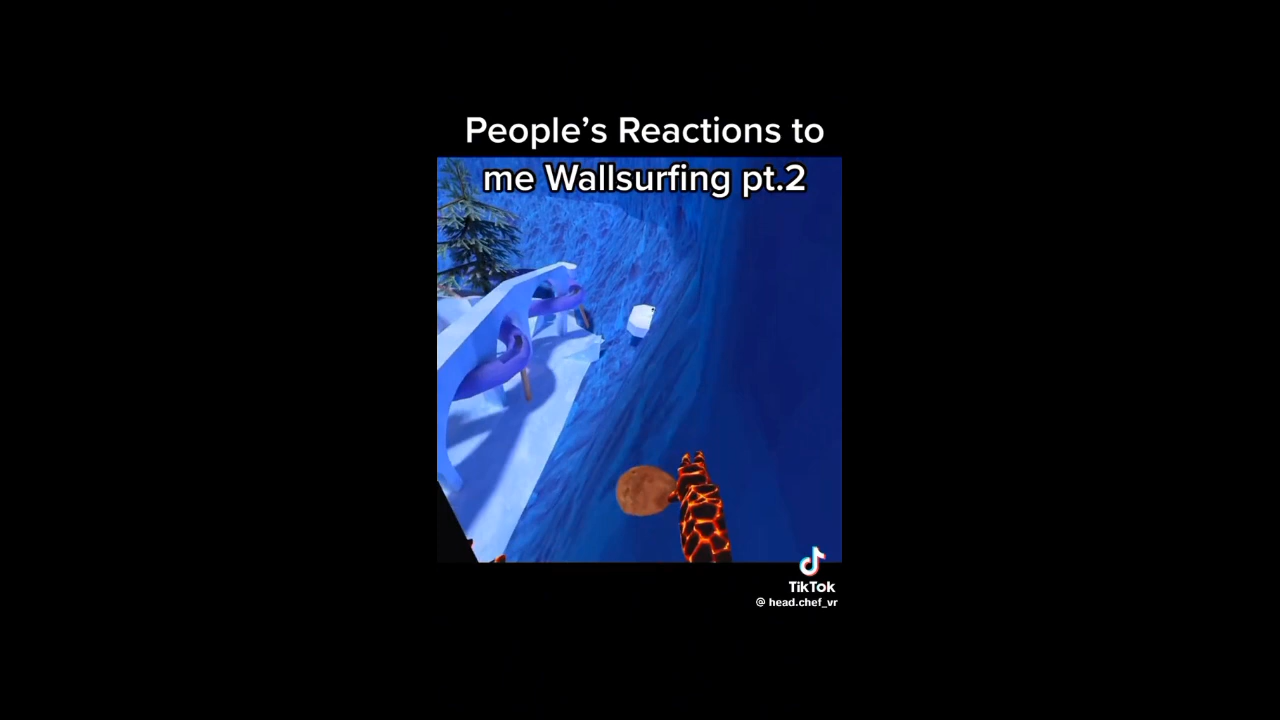 People’s Reactions to
me Wallsurfing pt.2
TikTok
@ head.chef_vr